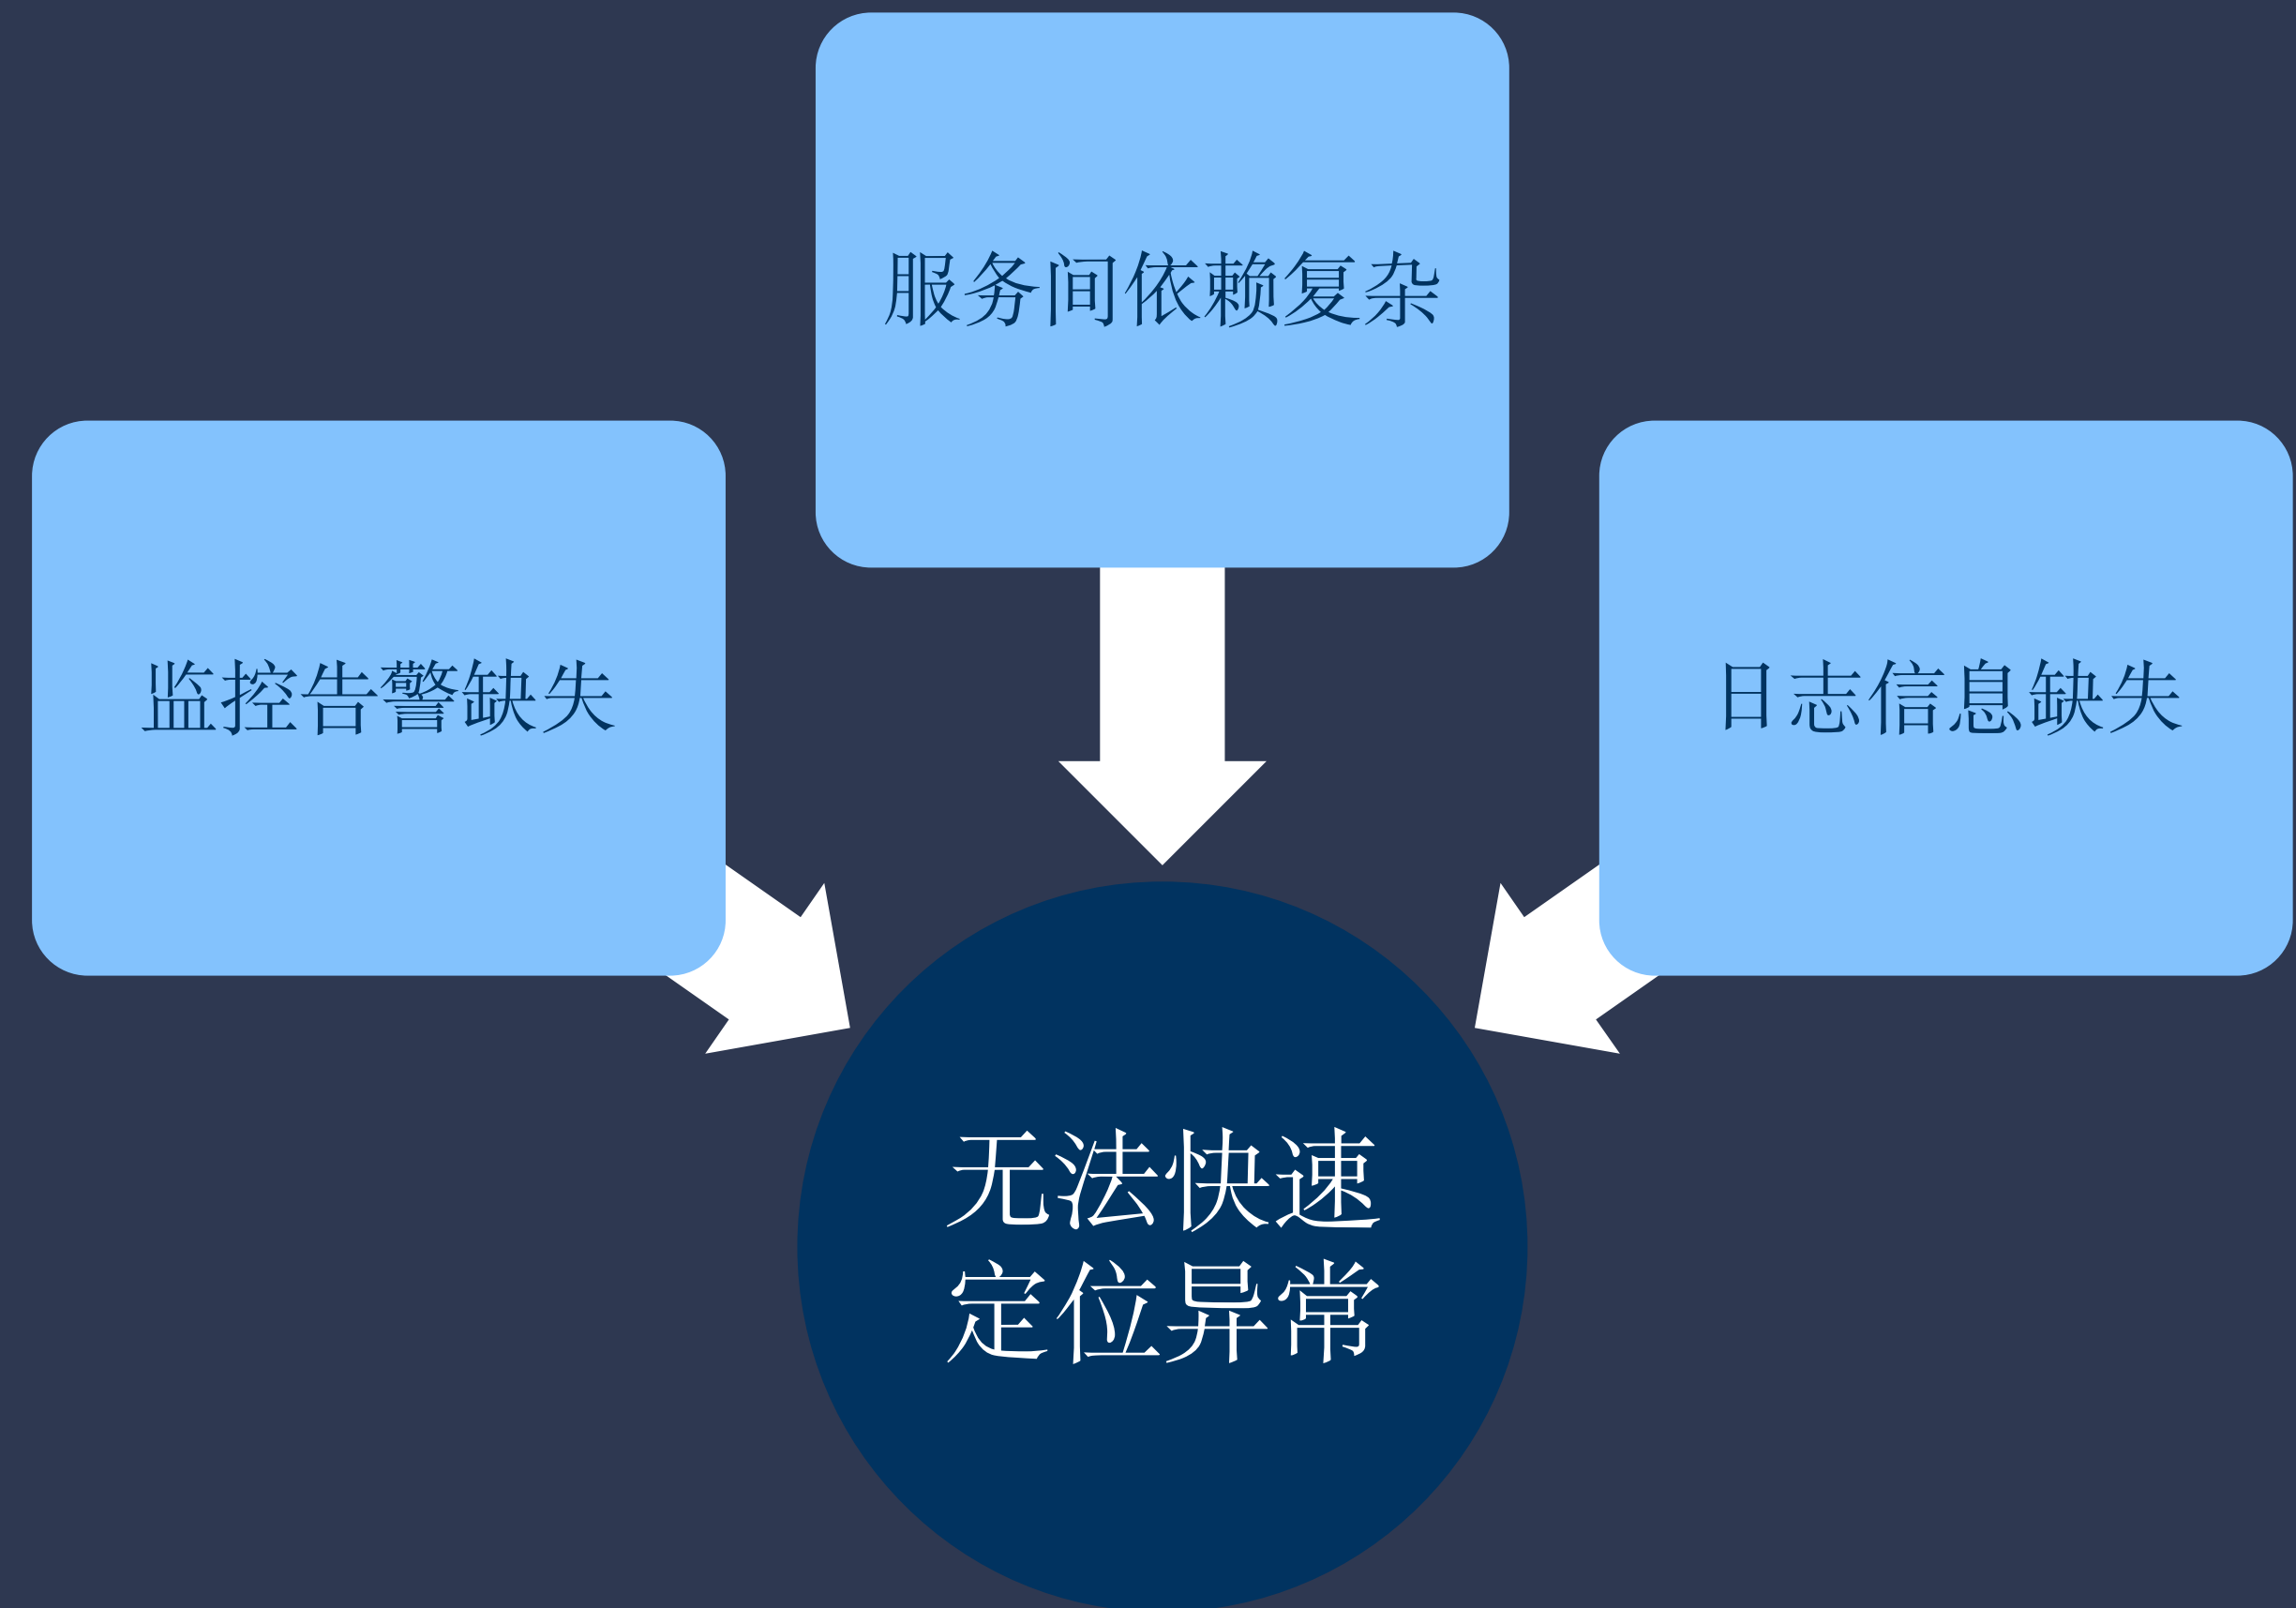 服务间依赖复杂
监控告警缺失
日志信息缺失
无法快速
定位异常